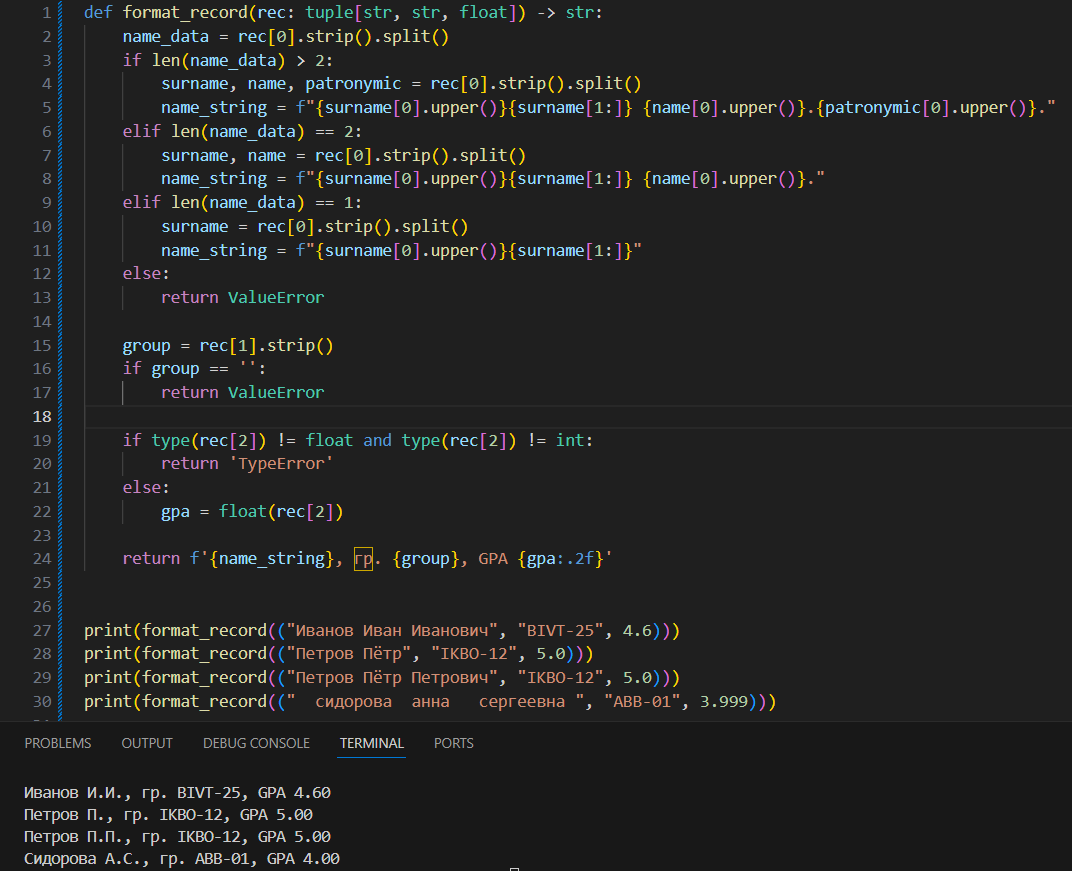 1 def format_record(rec: tuple[str, str, float]) -> str:
2     name_data = rec[0].strip().split()
3     if len(name_data) > 2:
4         surname, name, patronymic = rec[0].strip().split()
5         name_string = f"{surname[0].upper()}{surname[1:]} {name[0].upper()}.{patronymic[0].upper()}."
6     elif len(name_data) == 2:
7         surname, name = rec[0].strip().split()
8         name_string = f"{surname[0].upper()}{surname[1:]} {name[0].upper()}."
9     elif len(name_data) == 1:
10         surname = rec[0].strip().split()
11         name_string = f"{surname[0].upper()}{surname[1:]}"
12     else:
13         return ValueError
14
15     group = rec[1].strip()
16     if group == '':
17         return ValueError
18
19     if type(rec[2]) != float and type(rec[2]) != int:
20         return 'TypeError'
21     else:
22         gpa = float(rec[2])
23
24     return f'{name_string}, гр. {group}, GPA {gpa:.2f}'
25
26
27 print(format_record(("Иванов Иван Иванович", "BIVT-25", 4.6)))
28 print(format_record(("Петров Пётр", "IKBO-12", 5.0)))
29 print(format_record(("Петров Пётр Петрович", "IKBO-12", 5.0)))
30 print(format_record(("  сидорова  анна   сергеевна ", "ABB-01", 3.999)))
PROBLEMS OUTPUT DEBUG CONSOLE TERMINAL PORTS
Иванов И.И., гр. BIVT-25, GPA 4.60
Петров П., гр. IKBO-12, GPA 5.00
Петров П.П., гр. IKBO-12, GPA 5.00
Сидорова А.С., гр. ABB-01, GPA 4.00